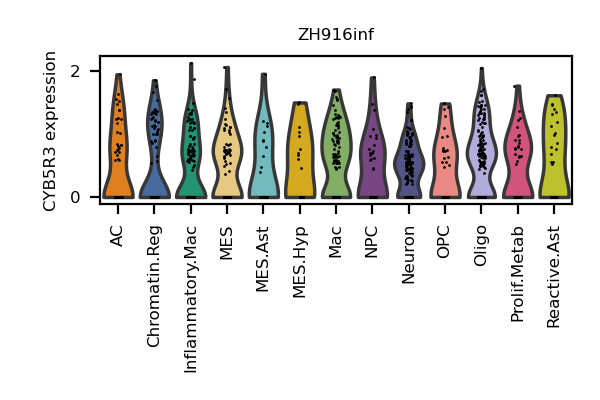 ZH916inf
CYB5R3 expression
2
0
AC
Chromatin.Reg
Inflammatory.Mac
MES
MES.Ast
MES.Hyp
Mac
NPC
Neuron
OPC
Oligo
Prolif.Metab
Reactive.Ast